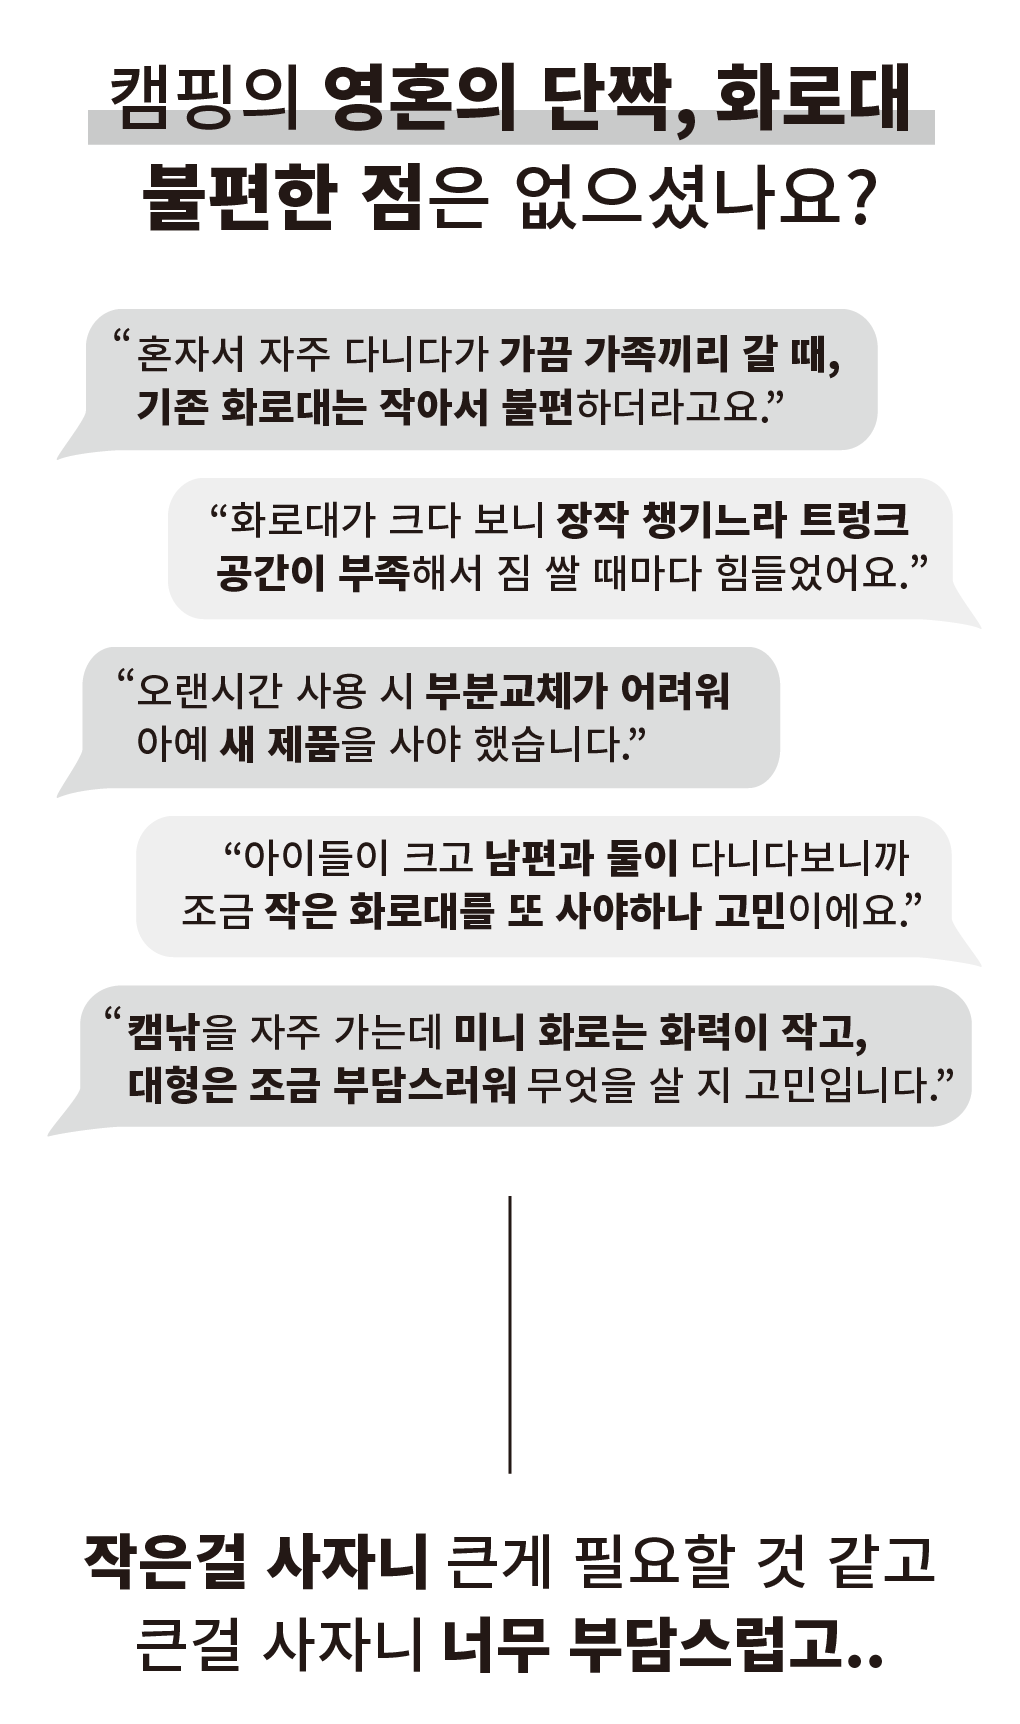 캠핑의 영혼의 단짝, 화로대
불편한 점은 없으셨나요?
“혼자서 자주 다니다가 가끔 가족끼리 갈 때,
기존 화로대는 작아서 불편하더라고요.”
“화로대가 크다 보니 장작 챙기느라 트렁크
공간이 부족해서 짐 쌀 때마다 힘들었어요.”
“오랜시간 사용 시 부분교체가 어려워
아예 새 제품을 사야 했습니다.”
“아이들이 크고 남편과 둘이 다니다보니까
조금 작은 화로대를 또 사야하나 고민이에요.”
“캠낚을 자주 가는데 미니 화로는 화력이 작고,
대형은 조금 부담스러워 무엇을 살 지 고민입니다.”
작은걸 사자니 큰게 필요할 것 같고
큰걸 사자니 너무 부담스럽고..